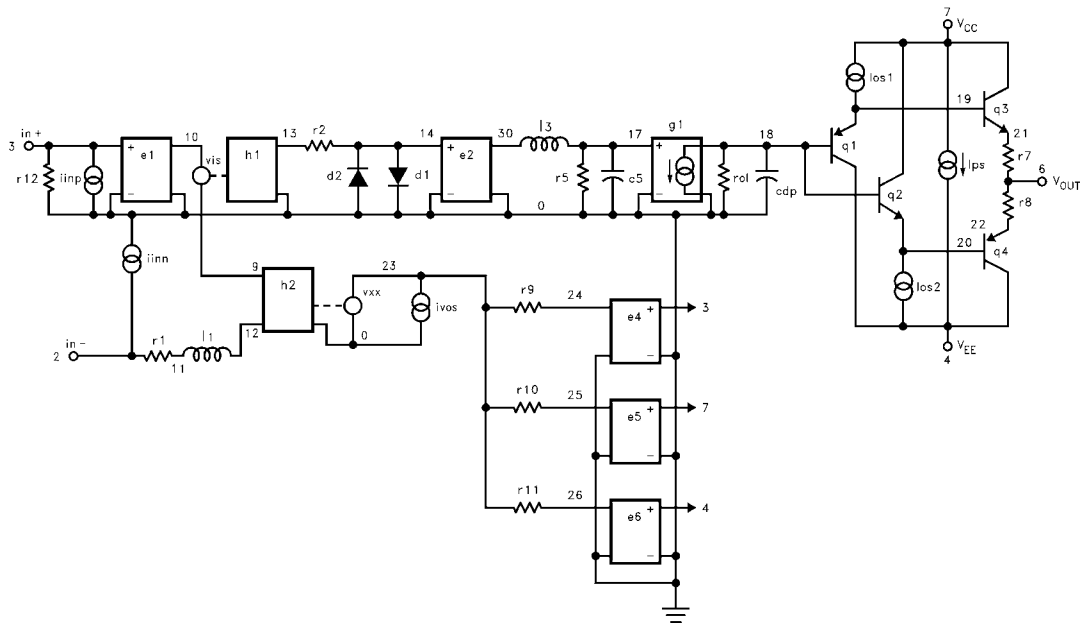 7
VCC
Ios1
19
q3
in+
3
10
13
r2
14
30
l3
17
g1
18
21
+
e1
vis
h1
+
e2
+
q1
r7
r12
iinp
d2
d1
r5
c5
rol
cdp
Ips
6
VOUT
q2
r8
-
-
0
-
22
20
q4
iinn
9
23
h2
vxx
ivos
Ios2
r9
24
e4
+
3
in-
2
r1
l1
12
0
-
VEE
4
11
r10
25
e5
+
7
-
r11
26
e6
+
4
-